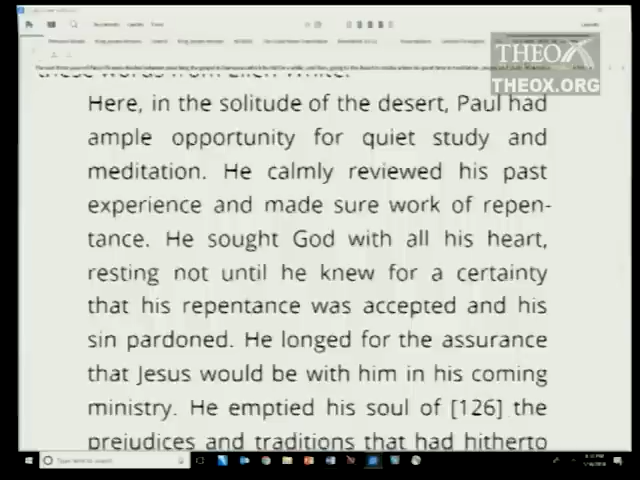 THEOX
THEOX.ORG
these words from Ellen White:
Here, in the solitude of the desert, Paul had
ample opportunity for quiet study and
meditation. He calmly reviewed his past
experience and made sure work of repen-
tance. He sought God with all his heart,
resting not until he knew for a certainty
that his repentance was accepted and his
sin pardoned. He longed for the assurance
that Jesus would be with him in his coming
ministry. He emptied his soul of [126] the
prejudices and traditions that had hitherto